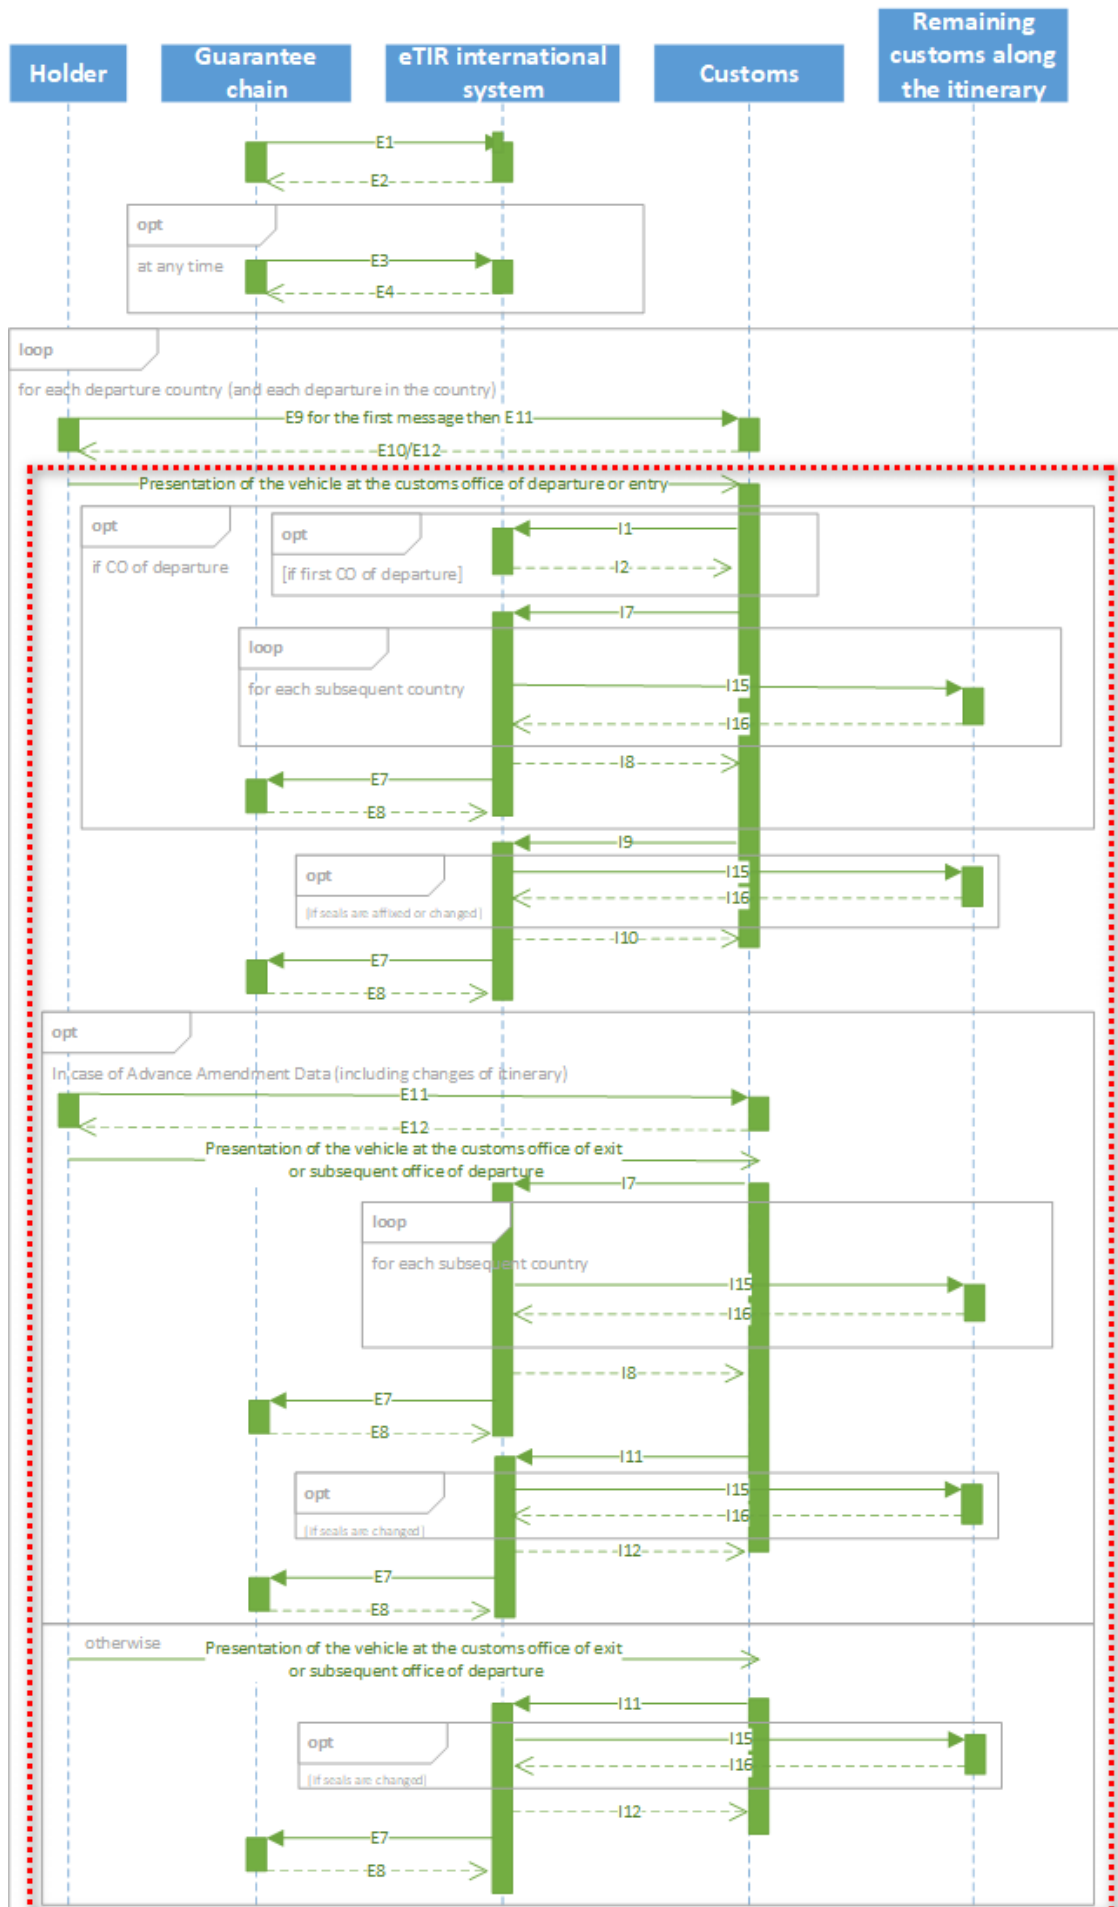 Holder
Guarantee
chain
eTIR international
system
Customs
Remaining
customs along
the itinerary
E1
E2
opt
at any time
E3
E4
loop
for each departure country (and each departure in the country)
E9 for the first message then E11
E10/E12
Presentation of the vehicle at the customs office of departure or entry
opt
if CO of departure
opt
[if first CO of departure]
I1
I2
I7
loop
for each subsequent country
I15
I16
I8
E7
E8
I9
opt
(if seals are affixed or changed)
I15
I16
I10
E7
E8
opt
In case of Advance Amendment Data (including changes of itinerary)
E11
E12
Presentation of the vehicle at the customs office of exit
or subsequent office of departure
I7
loop
for each subsequent country
I15
I16
I8
E7
E8
I11
opt
(if seals are changed)
I15
I16
I12
E7
E8
otherwise
Presentation of the vehicle at the customs office of exit
or subsequent office of departure
I11
opt
(if seals are changed)
I15
I16
I12
E7
E8